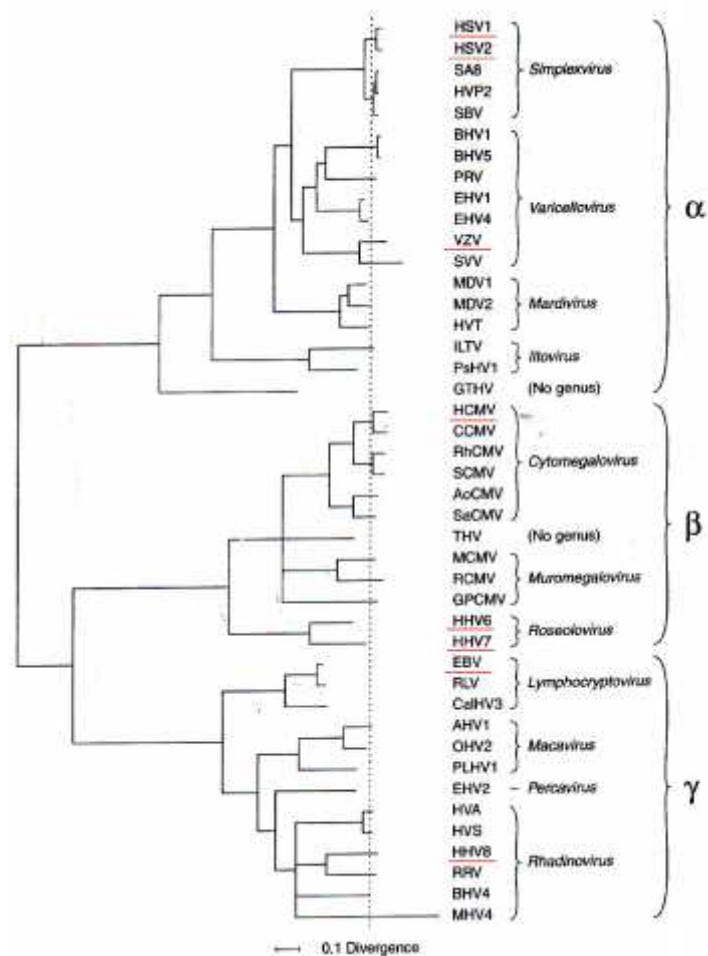 HSV1
HSV2
SA8 Simplexvirus
HVP2
SBV
BHV1
BHV5
PRV
EHV1 Varicellovirus α
EHV4
VZV
SVV
MDV1
MDV2 Mardivirus
HVT
ILTV Iltovirus
PsHV1
GTHV (No genus)
HCMV
CCMV
RhCMV Cytomegalovirus
SCMV
AoCMV
SaCMV
THV (No genus) β
MCMV
RCMV Muromegalovirus
GPCMV
HHV6 Roseolovirus
HHV7
EBV
RLV Lymphocryptovirus
CalHV3
AHV1
OHV2 Macavirus
PLHV1
EHV2 Percavirus γ
HVA
HVS
HHV8 Rhadinovirus
RRV
BHV4
MHV4
0.1 Divergence